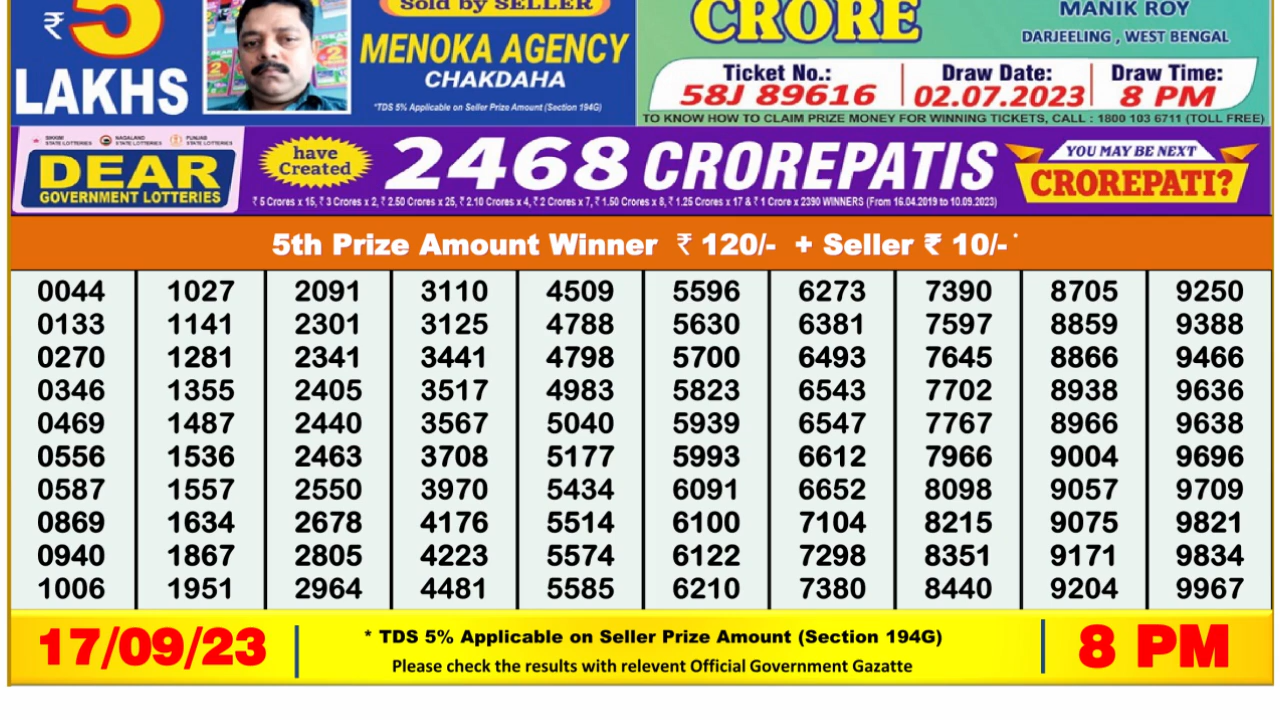 ₹ 5
LAKHS
Sold by SELLER
MENOKA AGENCY
CHAKDAHA
*TDS 5% Applicable on Seller Prize Amount (Section 194G)
CRORE
MANIK ROY
DARJEELING , WEST BENGAL
Ticket No.: Draw Date: Draw Time:
58J 89616 02.07.2023 8 PM
TO KNOW HOW TO CLAIM PRIZE MONEY FOR WINNING TICKETS, CALL : 1800 103 6711 (TOLL FREE)
SIKKIM STATE LOTTERIES NAGALAND STATE LOTTERIES PUNJAB STATE LOTTERIES
DEAR
GOVERNMENT LOTTERIES
have
Created
2468 CROREPATIS
₹ 5 Crores x 15, ₹ 3 Crores x 2, ₹ 2.50 Crores x 25, ₹ 2.10 Crores x 4, ₹ 2 Crores x 7, ₹ 1.50 Crores x 8, ₹ 1.25 Crores x 17 & ₹ 1 Crore x 2390 WINNERS (From 16.04.2019 to 10.09.2023)
YOU MAY BE NEXT
CROREPATI?
5th Prize Amount Winner ₹ 120/- + Seller ₹ 10/- *
0044 1027 2091 3110 4509 5596 6273 7390 8705 9250
0133 1141 2301 3125 4788 5630 6381 7597 8859 9388
0270 1281 2341 3441 4798 5700 6493 7645 8866 9466
0346 1355 2405 3517 4983 5823 6543 7702 8938 9636
0469 1487 2440 3567 5040 5939 6547 7767 8966 9638
0556 1536 2463 3708 5177 5993 6612 7966 9004 9696
0587 1557 2550 3970 5434 6091 6652 8098 9057 9709
0869 1634 2678 4176 5514 6100 7104 8215 9075 9821
0940 1867 2805 4223 5574 6122 7298 8351 9171 9834
1006 1951 2964 4481 5585 6210 7380 8440 9204 9967
17/09/23
* TDS 5% Applicable on Seller Prize Amount (Section 194G)
Please check the results with relevent Official Government Gazatte
8 PM